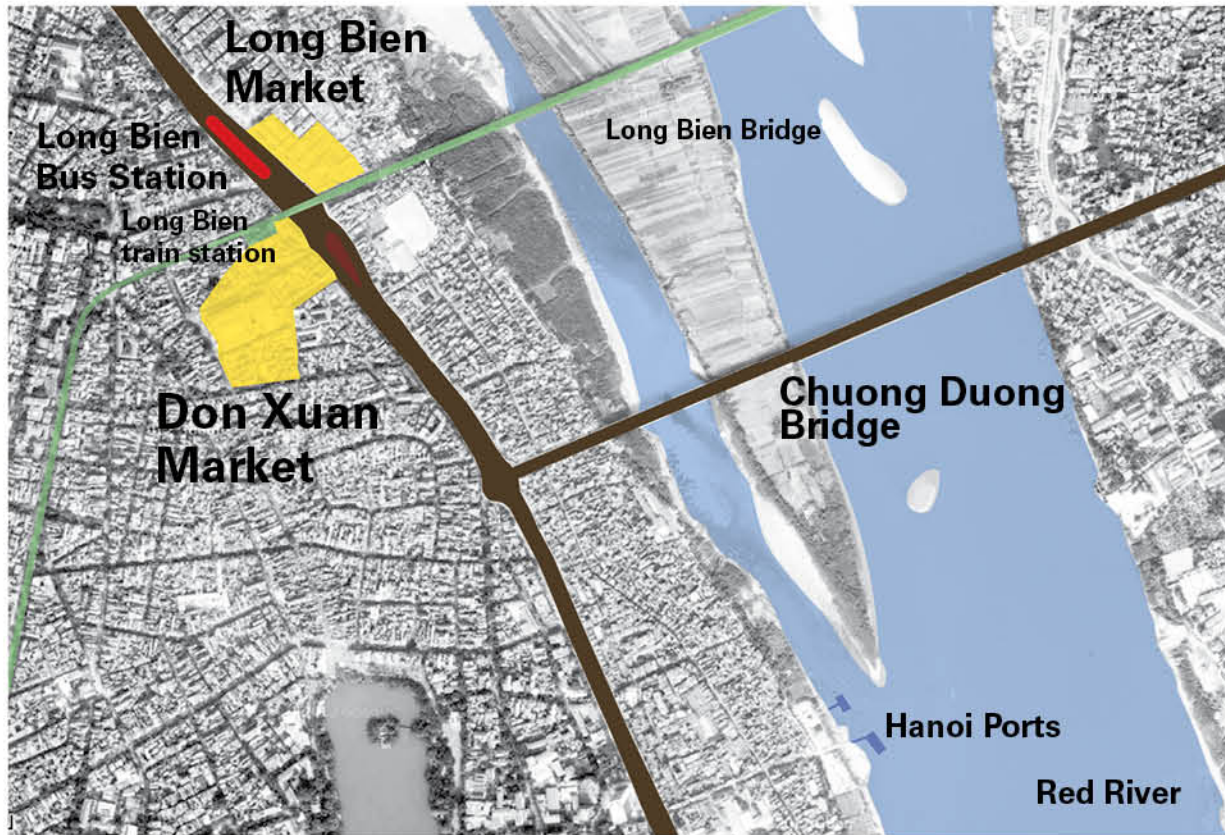 Long Bien
Market
Long Bien Bridge
Long Bien
Bus Station
Long Bien
train station
Chuong Duong
Bridge
Don Xuan
Market
Hanoi Ports
Red River